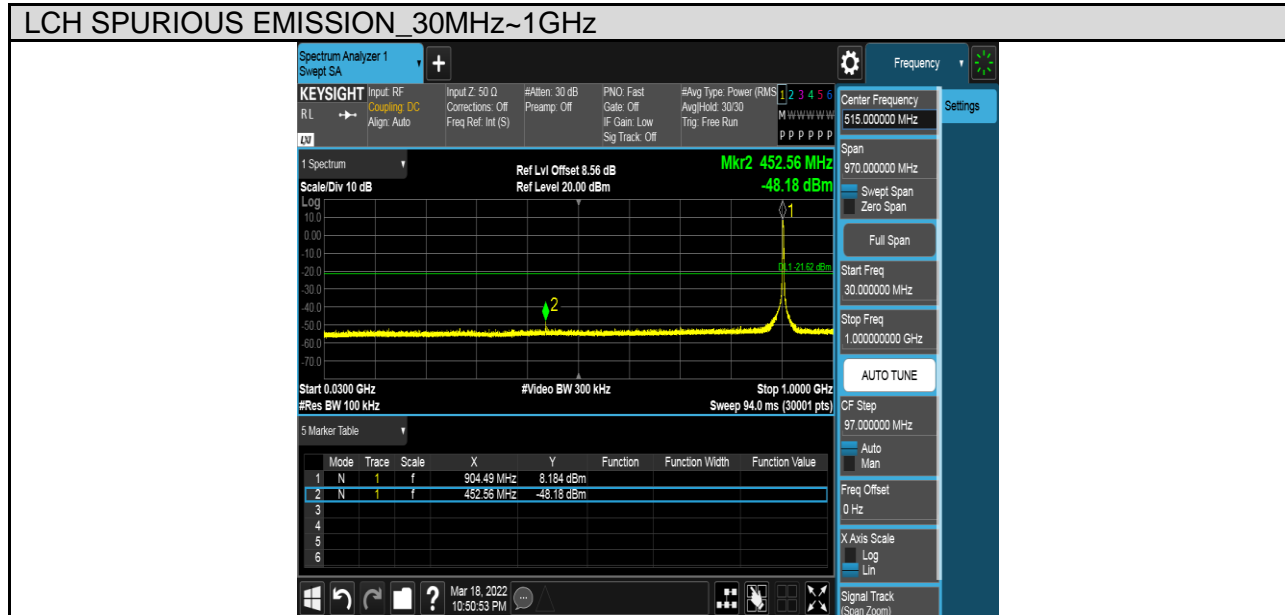 LCH SPURIOUS EMISSION_30MHz~1GHz
Spectrum Analyzer 1
Swept SA
+
Frequency
Settings
KEYSIGHT Input: RF Input Z: 50 Ω #Atten: 30 dB PNO: Fast #Avg Type: Power (RMS 1 2 3 4 5 6
RL Coupling: DC Corrections: Off Preamp: Off Gate: Off Avg|Hold: 30/30 M W W W W W
Align: Auto Freq Ref: Int (S) IF Gain: Low Trig: Free Run
LXI Sig Track: Off P P P P P P
1 Spectrum
Ref Lvl Offset 8.56 dB Mkr2 452.56 MHz
Scale/Div 10 dB Ref Level 20.00 dBm -48.18 dBm
Log
1
10.0
0.00
-10.0
-20.0
DL1 -21.62 dBm
-30.0
-40.0
2
-50.0
-60.0
-70.0
Start 0.0300 GHz #Video BW 300 kHz Stop 1.0000 GHz
#Res BW 100 kHz Sweep 94.0 ms (30001 pts)
5 Marker Table
Mode Trace Scale X Y Function Function Width Function Value
1 N 1 f 904.49 MHz 8.184 dBm
2 N 1 f 452.56 MHz -48.18 dBm
3
4
5
6
? Mar 18, 2022
10:50:53 PM
Center Frequency
515.000000 MHz
Span
970.000000 MHz
Swept Span
Zero Span
Full Span
Start Freq
30.000000 MHz
Stop Freq
1.000000000 GHz
AUTO TUNE
CF Step
97.000000 MHz
Auto
Man
Freq Offset
0 Hz
X Axis Scale
Log
Lin
Signal Track
(Span Zoom)